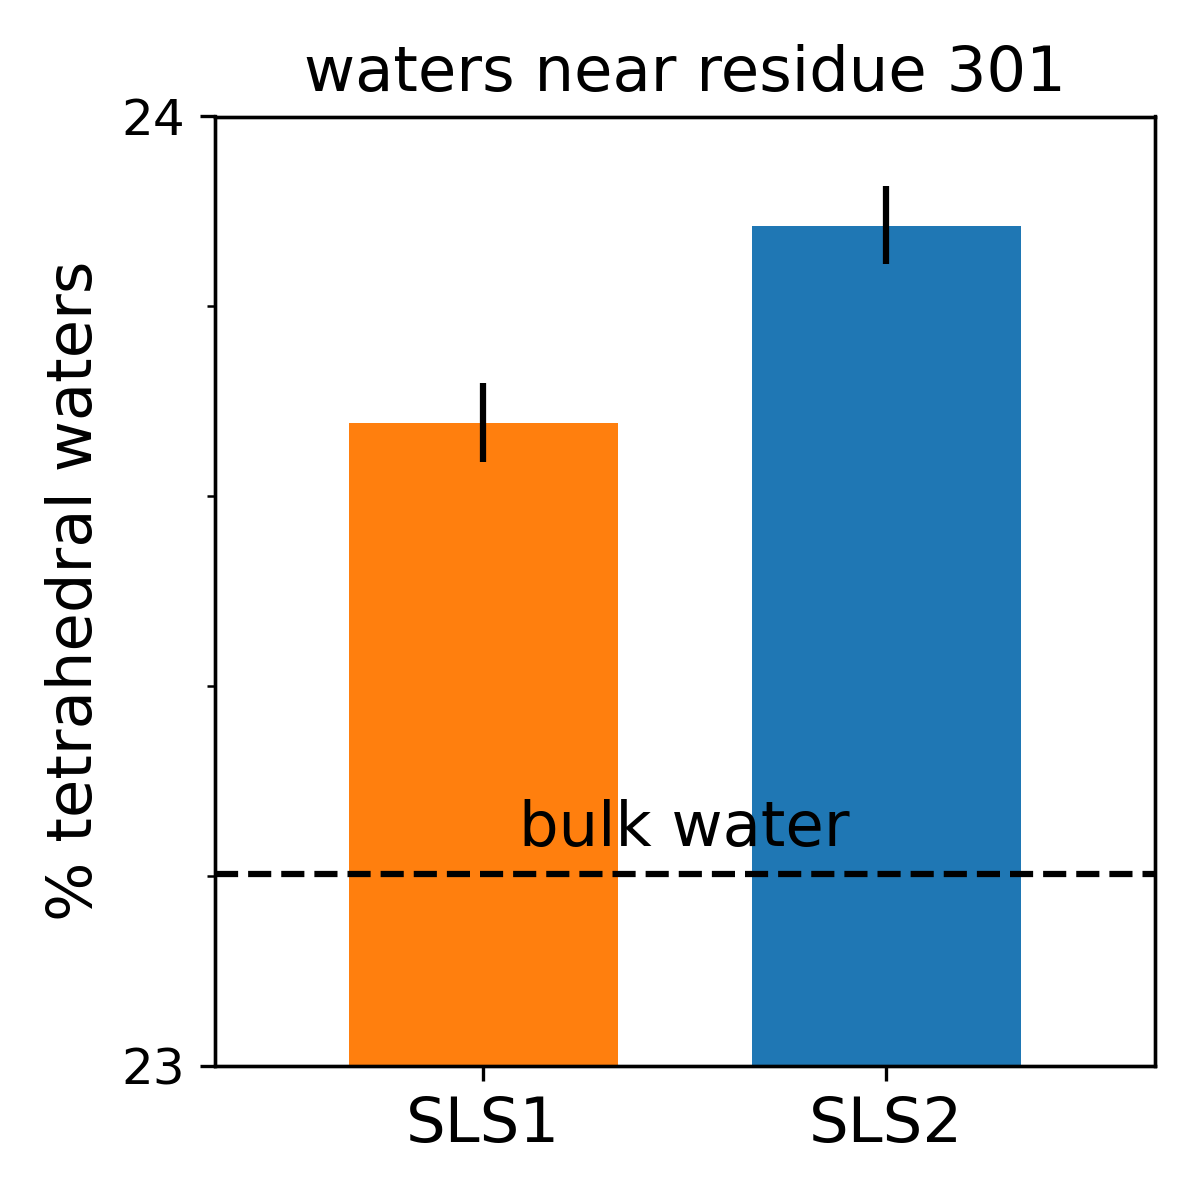 waters near residue 301
24
% tetrahedral waters
bulk water
23
SLS1 SLS2